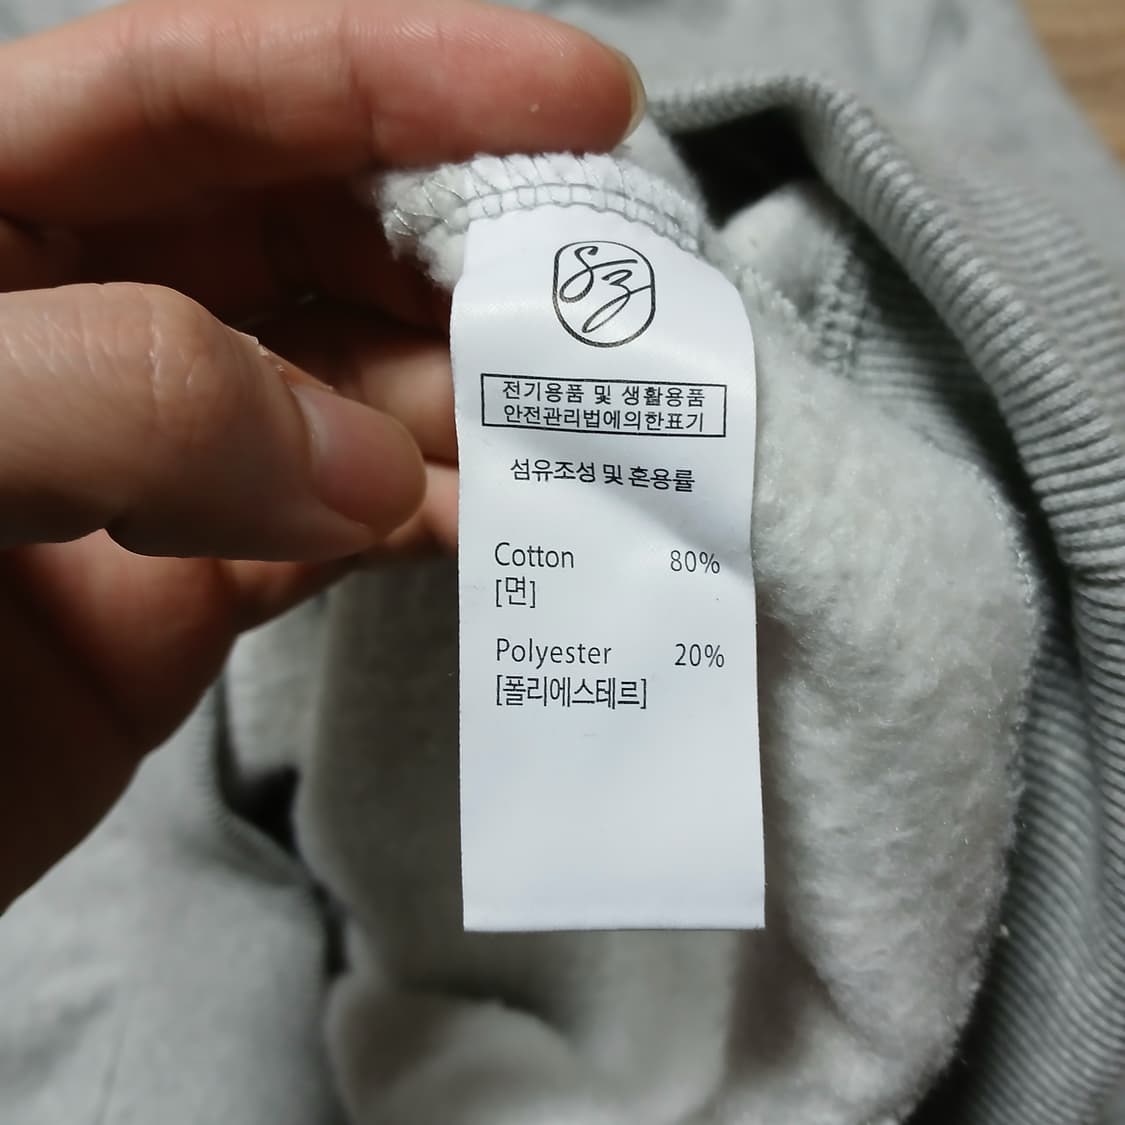 SZ
전기용품 및 생활용품
안전관리법에의한표기
섬유조성 및 혼용률
Cotton 80%
[면]
Polyester 20%
[폴리에스테르]